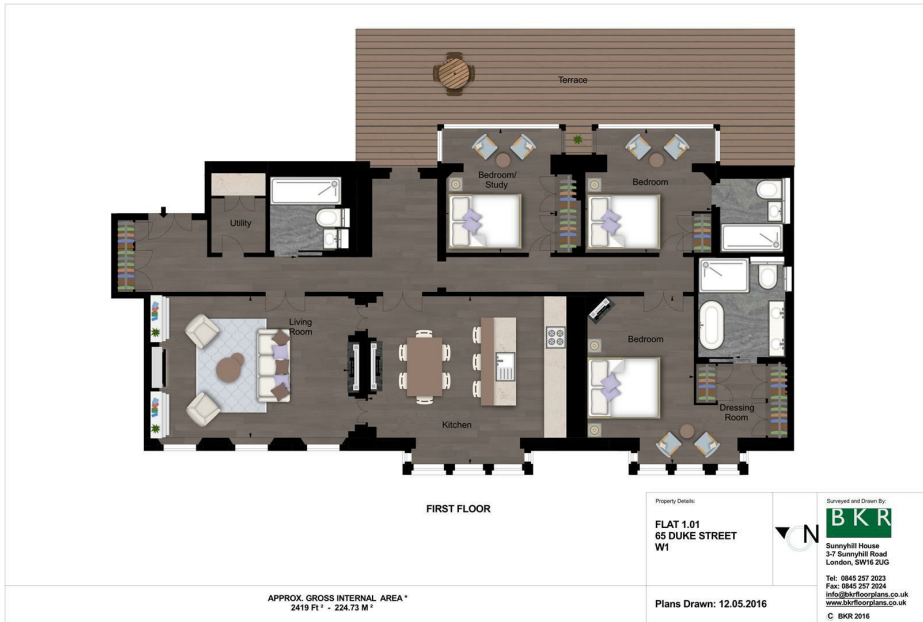 Terrace
Bedroom/
Study
Bedroom
Utility
Living
Room
Bedroom
Kitchen
Dressing
Room
FIRST FLOOR
Property Details:
FLAT 1.01
65 DUKE STREET
W1
N
Surveyed and Drawn By:
BKR
Sunnyhill House
3-7 Sunnyhill Road
London, SW16 2UG
Tel: 0845 257 2023
Fax: 0845 257 2024
info@bkrfloorplans.co.uk
www.bkrfloorplans.co.uk
C BKR 2016
APPROX. GROSS INTERNAL AREA *
2419 Ft ² - 224.73 M ²
Plans Drawn: 12.05.2016